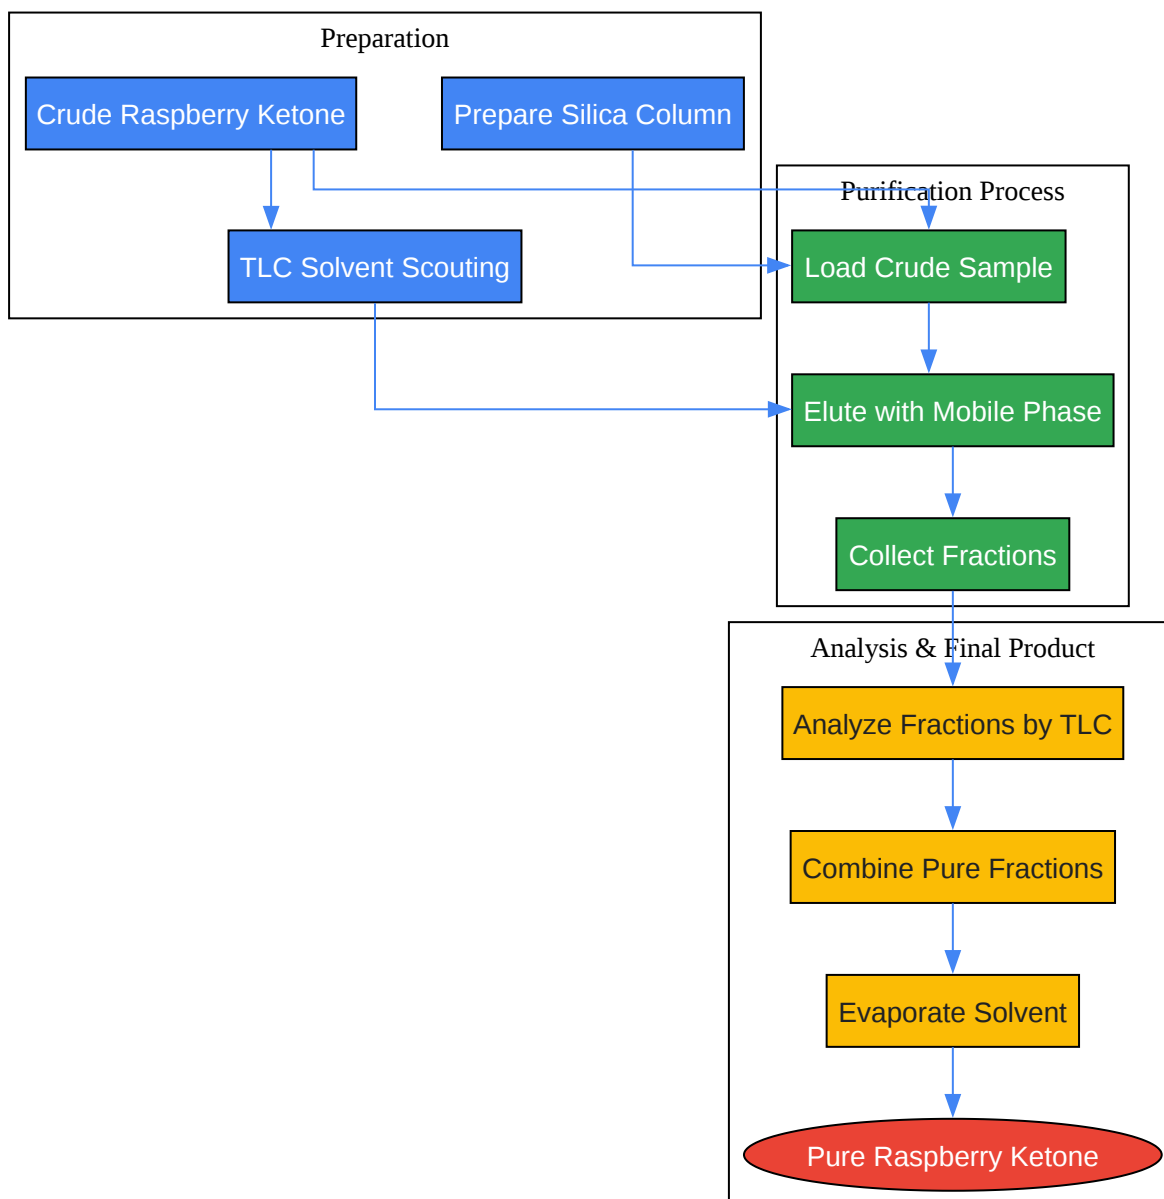 Preparation
Crude Raspberry Ketone
Prepare Silica Column
TLC Solvent Scouting
Purification Process
Load Crude Sample
Elute with Mobile Phase
Collect Fractions
Analysis & Final Product
Analyze Fractions by TLC
Combine Pure Fractions
Evaporate Solvent
Pure Raspberry Ketone